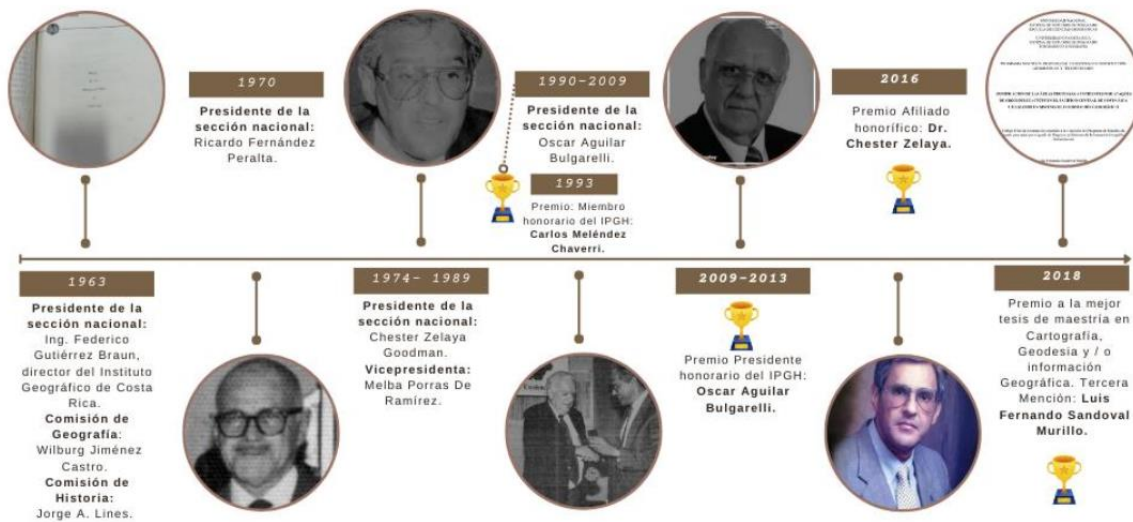 1963
Presidente de la
sección nacional:
Ing. Federico
Gutiérrez Braun,
director del Instituto
Geográfico de Costa
Rica.
Comisión de
Geografía:
Wilburg Jiménez
Castro.
Comisión de
Historia:
Jorge A. Lines.
1970
Presidente de la
sección nacional:
Ricardo Fernández
Peralta.
1974– 1989
Presidente de la
sección nacional:
Chester Zelaya
Goodman.
Vicepresidenta:
Melba Porras De
Ramírez.
1990-2009
Presidente de la
sección nacional:
Oscar Aguilar
Bulgarelli.
1993
Premio: Miembro
honorario del IPGH:
Carlos Meléndez
Chaverri.
2009-2013
Premio Presidente
honorario del IPGH:
Oscar Aguilar
Bulgarelli.
2016
Premio Afiliado
honorífico: Dr.
Chester Zelaya.
2018
Premio a la mejor
tesis de maestría en
Cartografía,
Geodesia y / o
información
Geográfica. Tercera
Mención: Luis
Fernando Sandoval
Murillo.